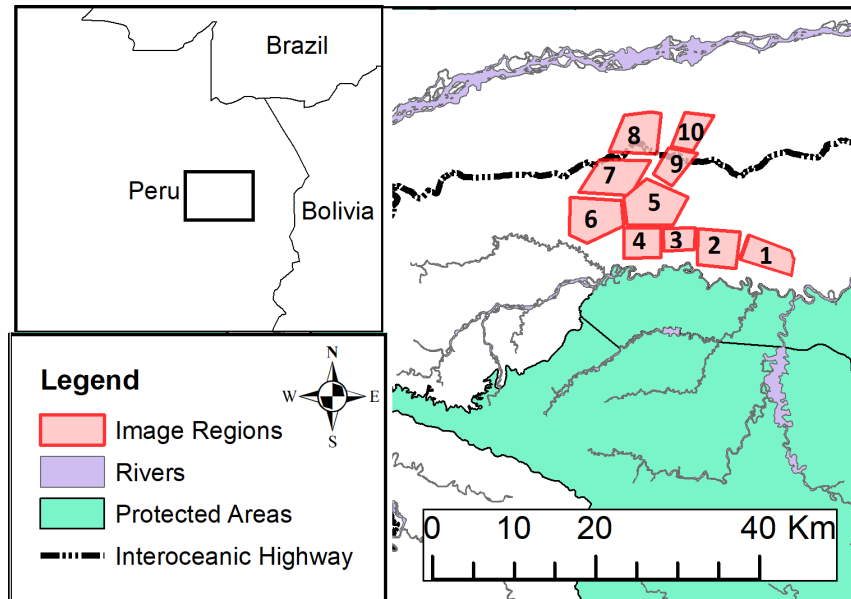 Brazil
Peru
Bolivia
8
10
9
7
5
6
4
3
2
1
Legend
N
W
E
S
Image Regions
Rivers
Protected Areas
Interoceanic Highway
0 10 20 40 Km